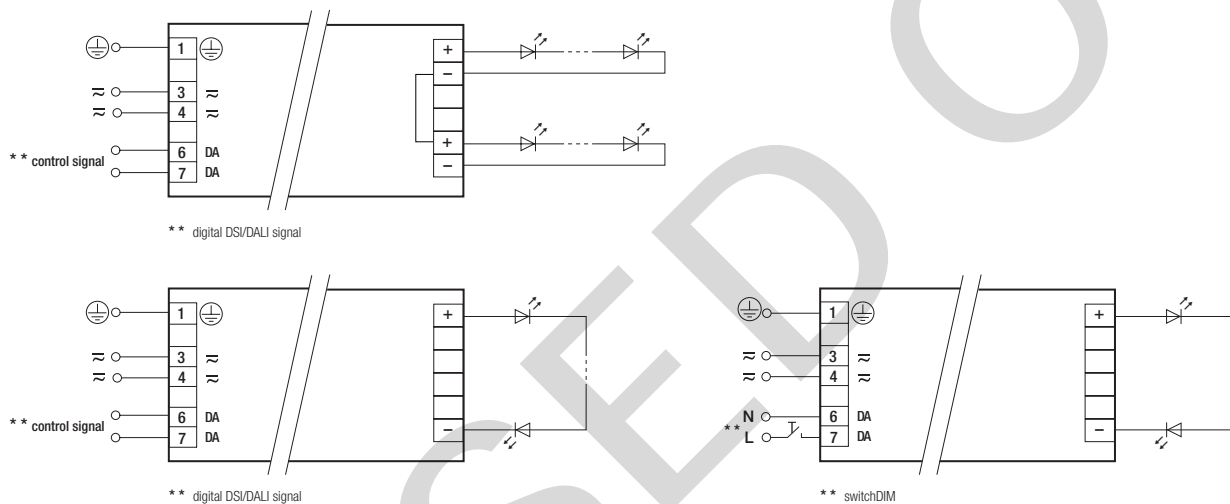 1
+
−
3
4
+
−
* * control signal
6 DA
7 DA
* * digital DSI/DALI signal
1
+
3
4
* * control signal
6 DA
7 DA
−
* * digital DSI/DALI signal
1
+
3
4
N 6 DA
* * L 7 DA
−
* * switchDIM
SED O